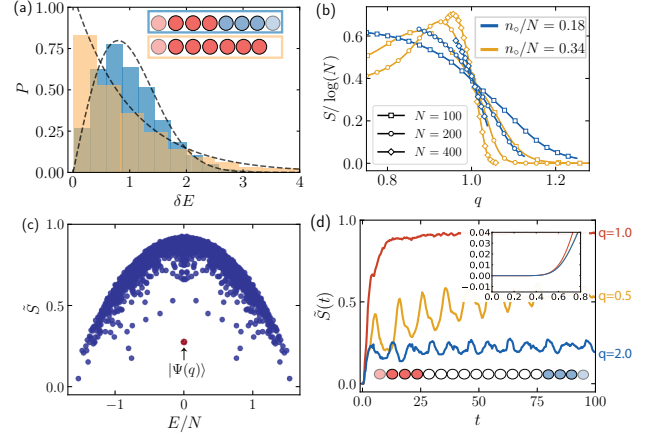 (a)
1.00
0.75
0.50
0.25
0.00
P
0 1 2 3 4
δE
(b)
n○/N = 0.18
n○/N = 0.34
N = 100
N = 200
N = 400
0.6
0.4
0.2
0.0
S/ log(N)
0.8 1.0 1.2
q
(c)
1.0
0.5
0.0
S̃
|Ψ(q)⟩
−1 0 1
E/N
(d)
1.0
0.5
0.0
S̃(t)
0.04
0.03
0.02
0.01
0.00
−0.01
0.0 0.2 0.4 0.6 0.8
q=1.0
q=0.5
q=2.0
0 25 50 75 100
t